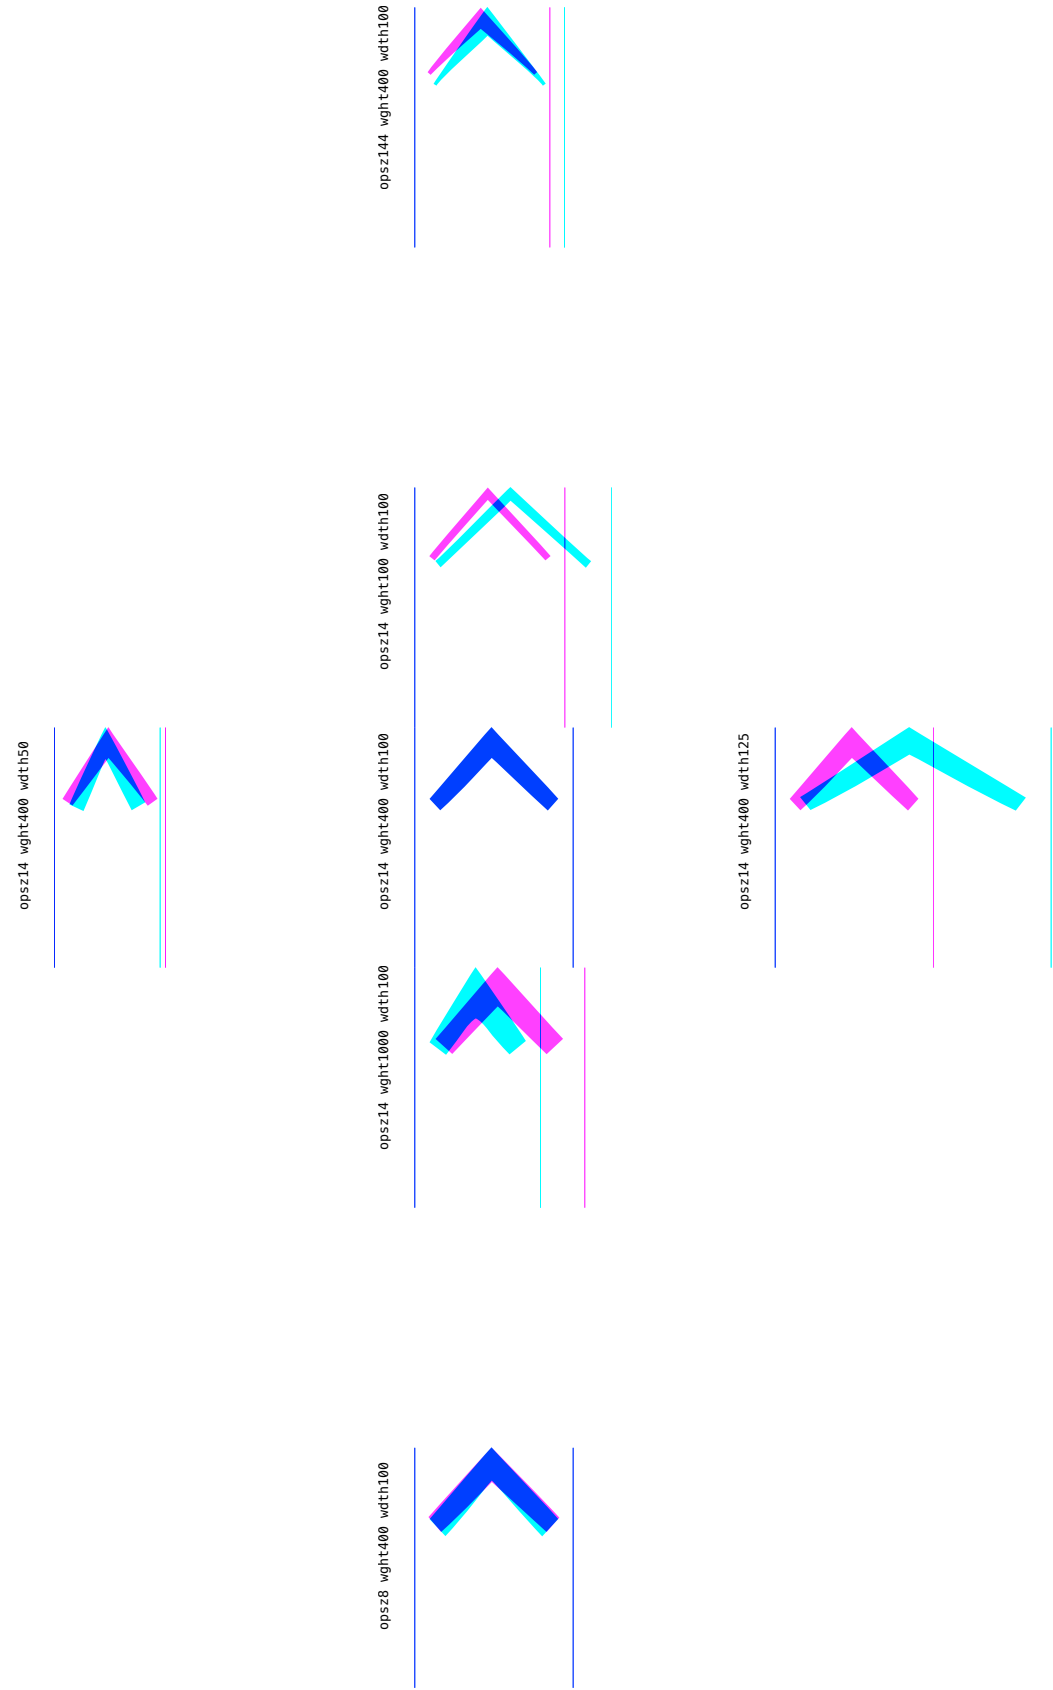 opsz144 wght400 wdth100
opsz14 wght100 wdth100
opsz14 wght400 wdth50
opsz14 wght400 wdth100
opsz14 wght400 wdth125
opsz14 wght1000 wdth100
opsz8 wght400 wdth100